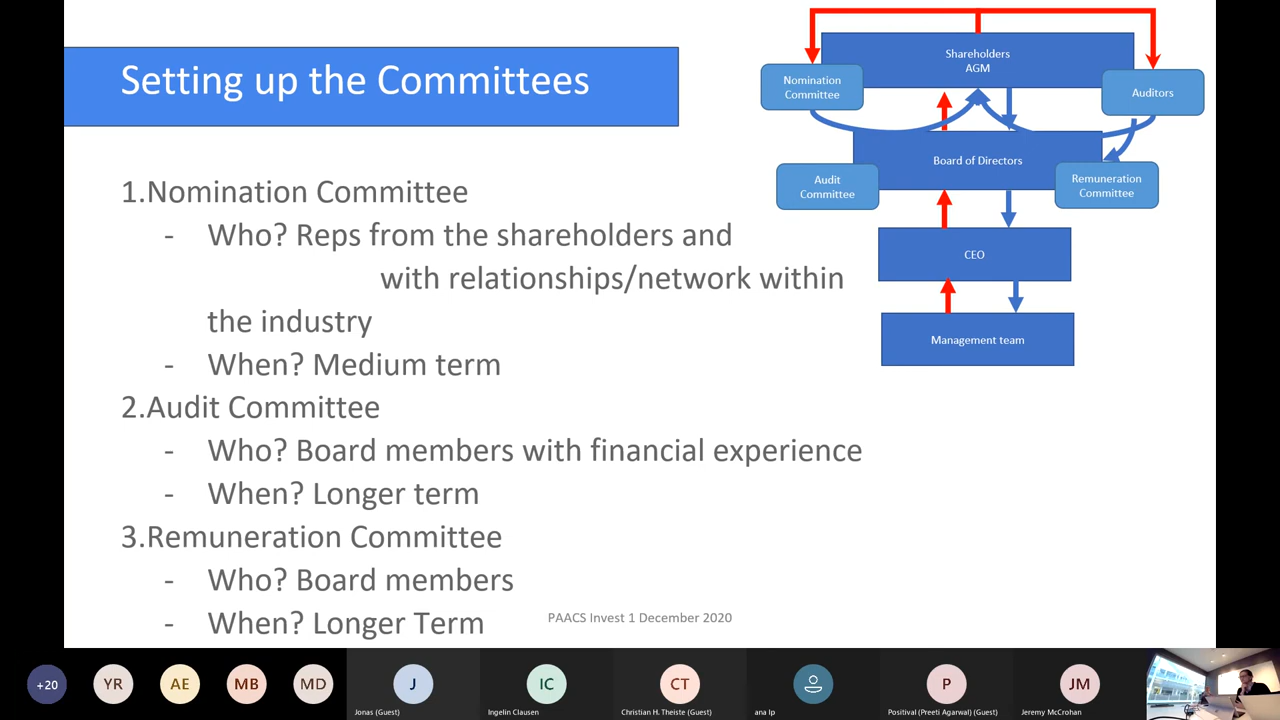 Setting up the Committees
1.Nomination Committee
- Who? Reps from the shareholders and
with relationships/network within
the industry
- When? Medium term
2.Audit Committee
- Who? Board members with financial experience
- When? Longer term
3.Remuneration Committee
- Who? Board members
- When? Longer Term
Shareholders
AGM
Nomination
Committee
Auditors
Board of Directors
Audit
Committee
Remuneration
Committee
CEO
Management team
PAACS Invest 1 December 2020
+20
YR
AE
MB
MD
J
Jonas (Guest)
IC
Ingelin Clausen
CT
Christian H. Theiste (Guest)
ana Ip
P
Positival (Preeti Agarwal) (Guest)
JM
Jeremy McCrohan